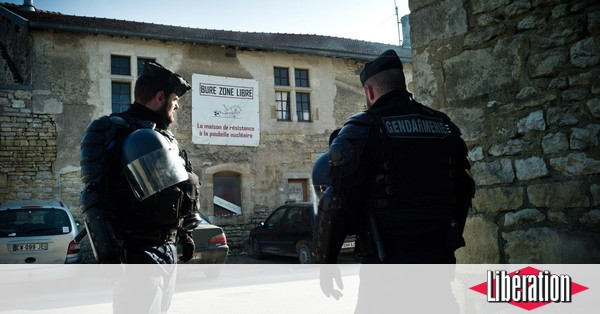 BURE ZONE LIBRE
La maison de résistance
à la poubelle nucléaire
GENDARMERIE
Libération